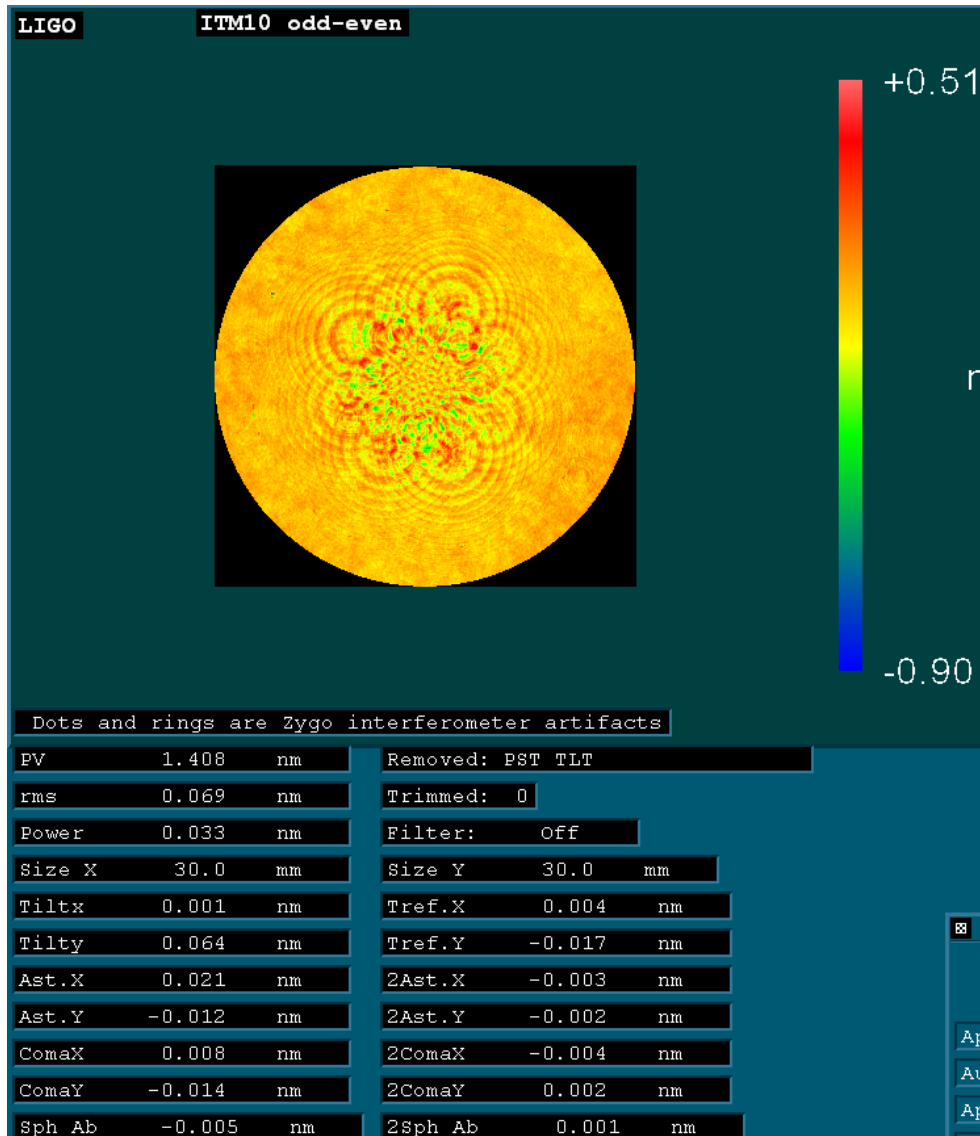 LIGO ITM10 odd-even
+0.51
-0.90
Dots and rings are Zygo interferometer artifacts
PV 1.408 nm Removed: PST TLT
rms 0.069 nm Trimmed: 0
Power 0.033 nm Filter: Off
Size X 30.0 mm Size Y 30.0 mm
Tiltx 0.001 nm Tref.X 0.004 nm
Tilty 0.064 nm Tref.Y -0.017 nm
Ast.X 0.021 nm 2Ast.X -0.003 nm
Ast.Y -0.012 nm 2Ast.Y -0.002 nm
ComaX 0.008 nm 2ComaX -0.004 nm
ComaY -0.014 nm 2ComaY 0.002 nm
Sph Ab -0.005 nm 2Sph Ab 0.001 nm